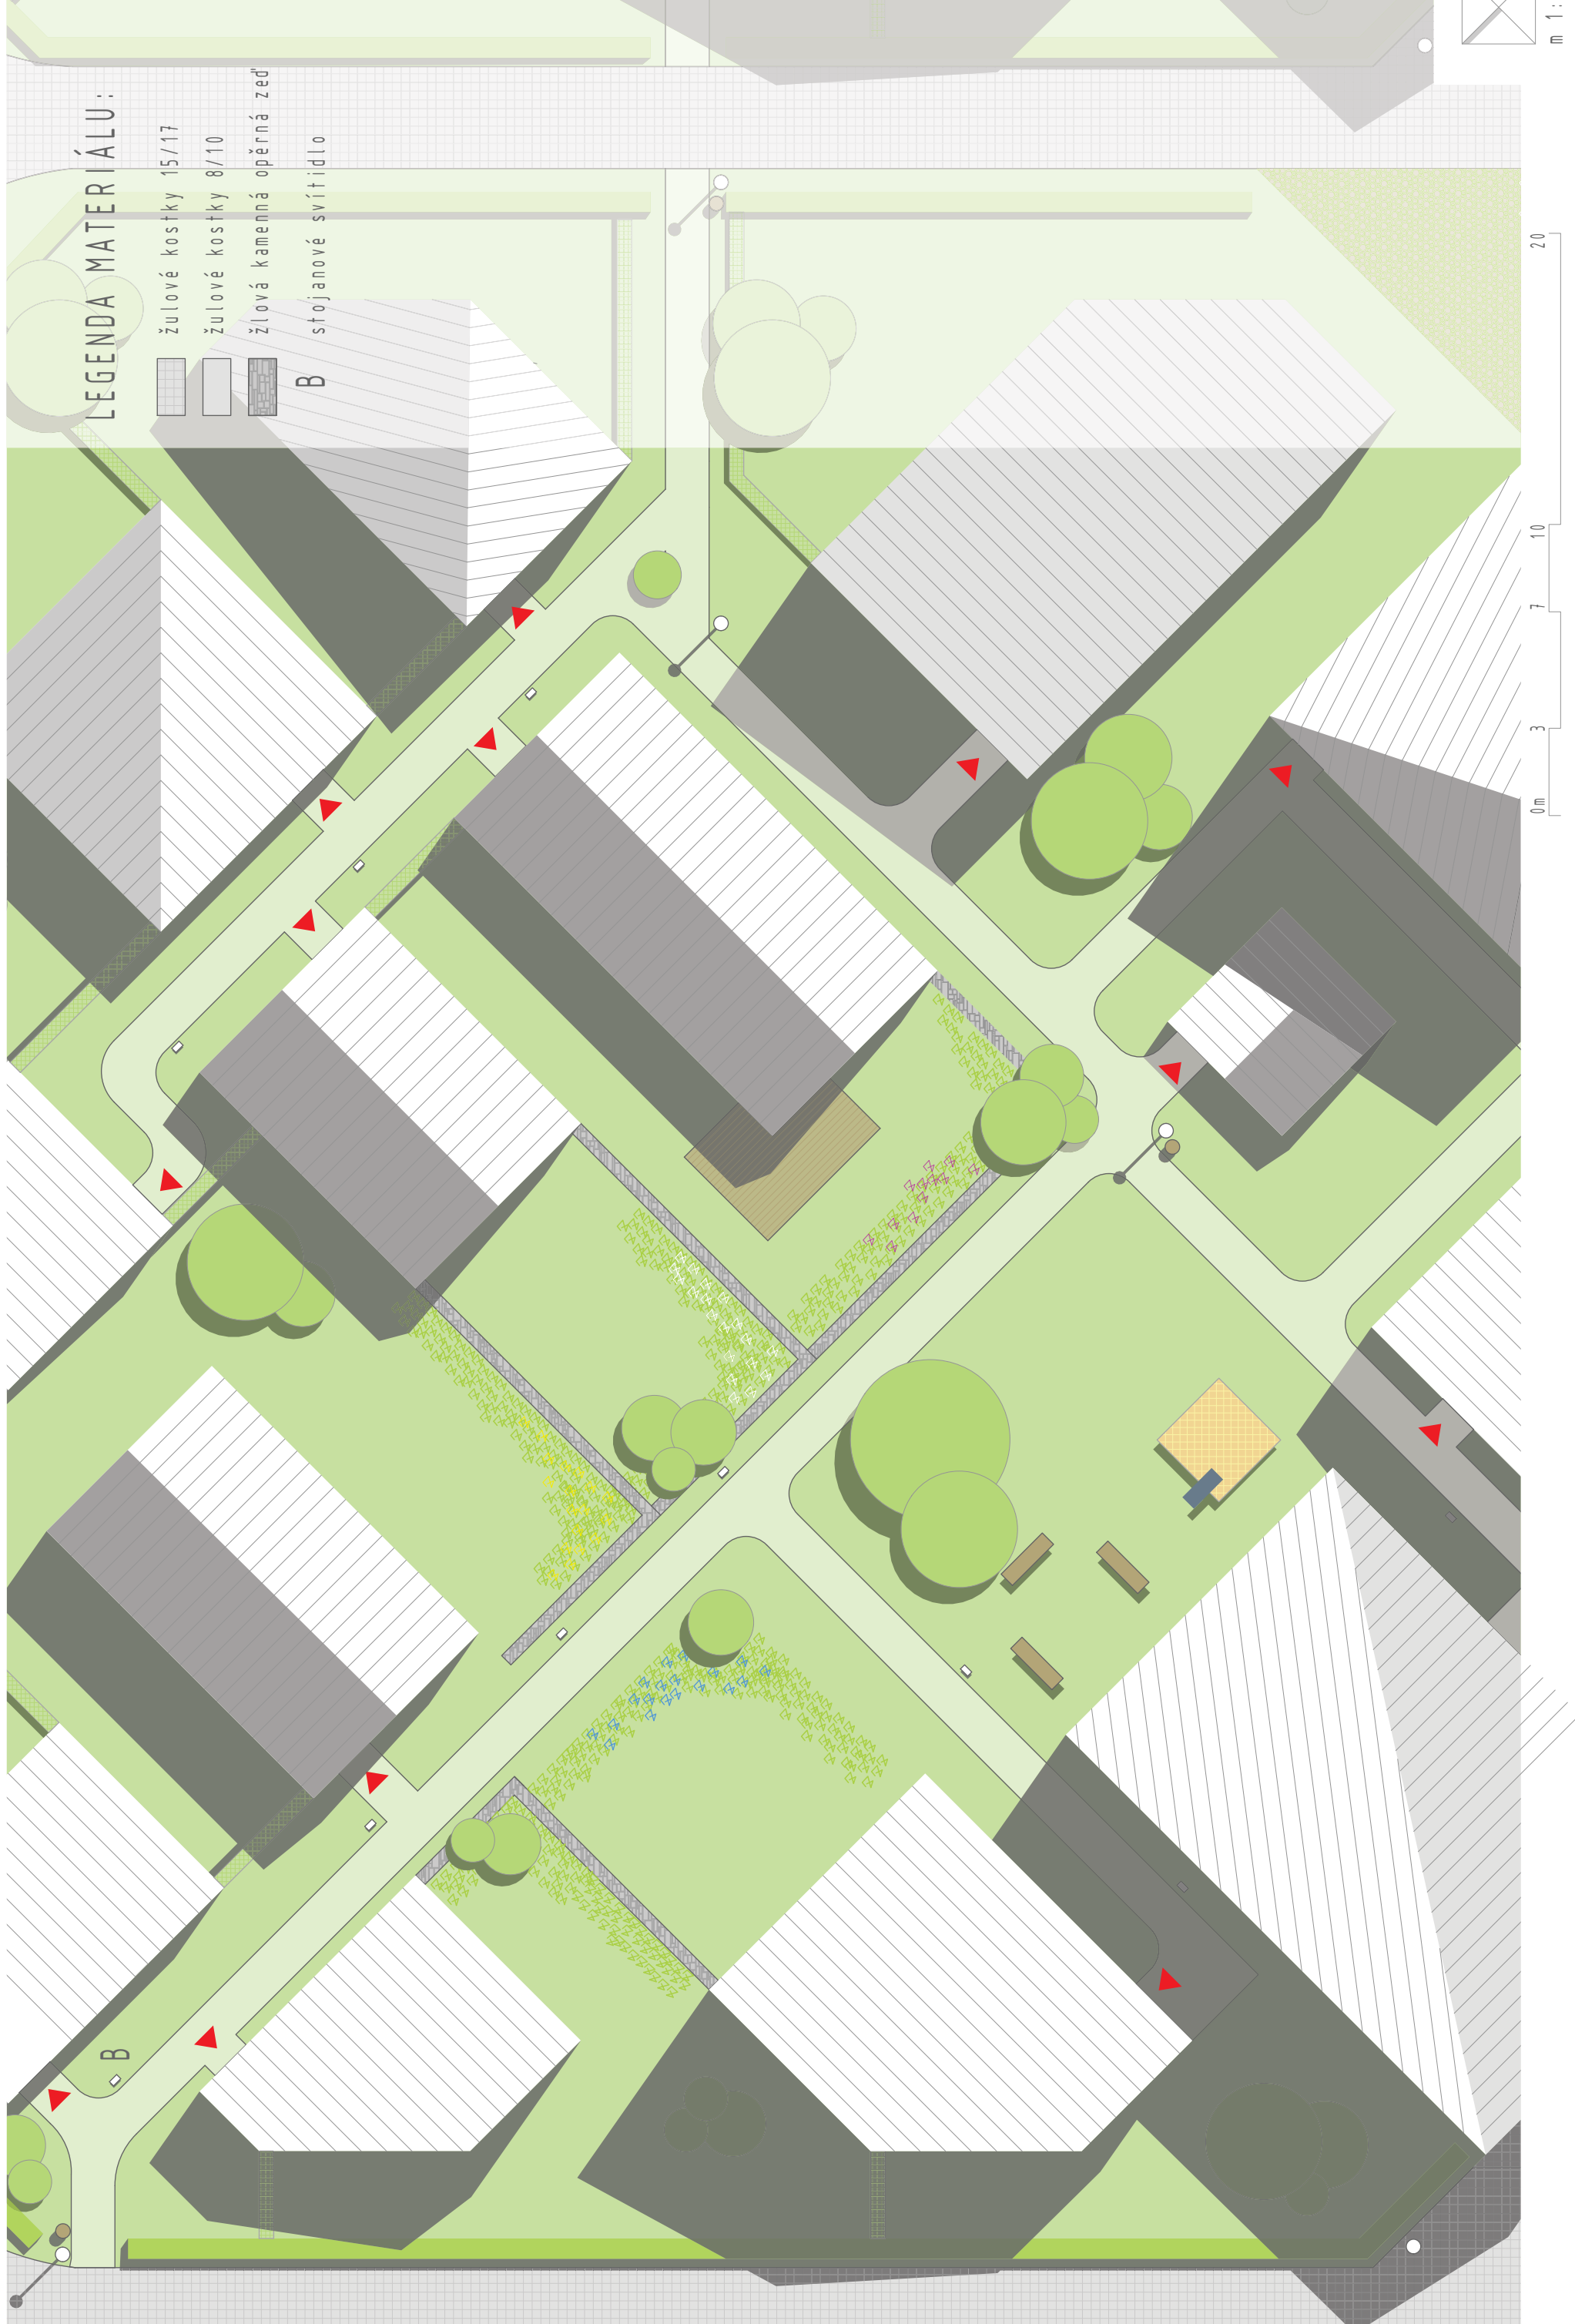 LEGENDA MATERIÁLU:
žulové kostky 15/17
žulové kostky 8/10
žlová kamenná opěrná zeď
B stojanové svítidlo
m 1:
0m 3 7 10 20
B